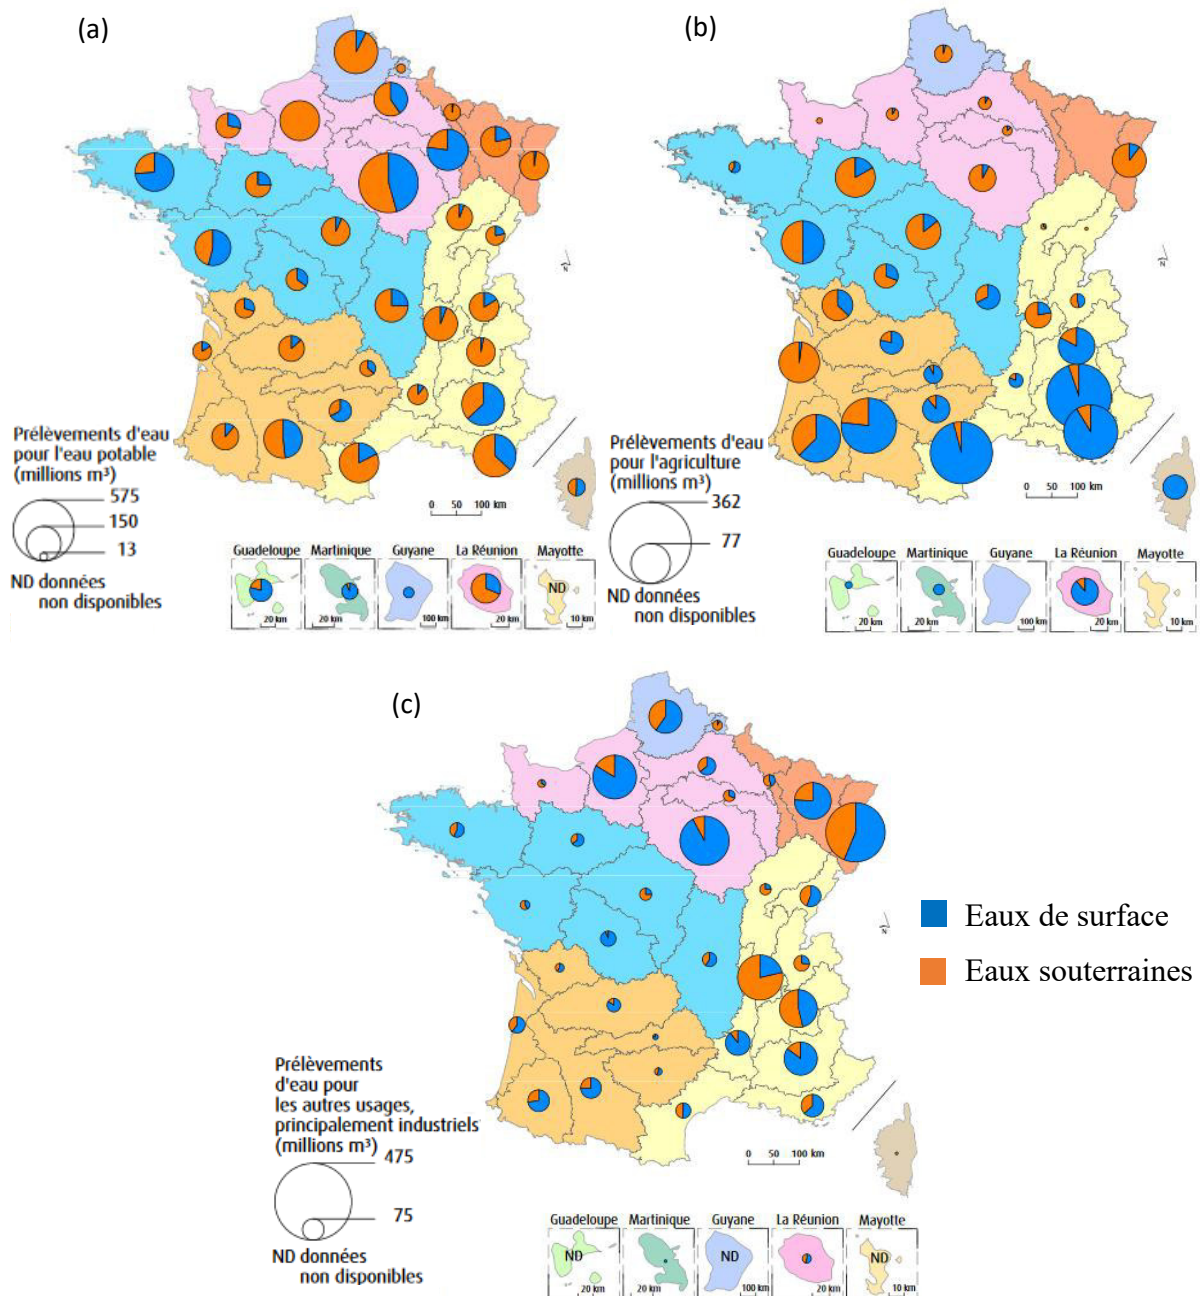 (a)
N
Prélèvements d'eau
pour l'eau potable
(millions m³)
575
150
13
ND données
non disponibles
0 50 100 km
Guadeloupe
20 km
Martinique
20 km
Guyane
100 km
La Réunion
20 km
Mayotte
ND
10 km
(b)
N
Prélèvements d'eau
pour l'agriculture
(millions m³)
362
77
ND données
non disponibles
0 50 100 km
Guadeloupe
20 km
Martinique
20 km
Guyane
100 km
La Réunion
20 km
Mayotte
10 km
(c)
N
Eaux de surface
Eaux souterraines
Prélèvements
d'eau pour
les autres usages,
principalement industriels
(millions m³)
475
75
ND données
non disponibles
0 50 100 km
Guadeloupe
ND
20 km
Martinique
20 km
Guyane
ND
100 km
La Réunion
20 km
Mayotte
ND
10 km